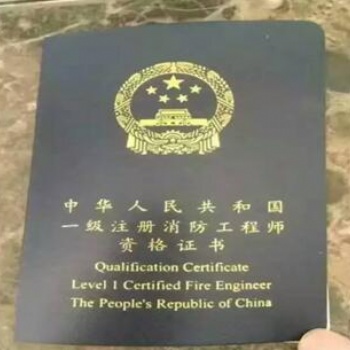 中华人民共和国
一级注册消防工程师
资格证书
Qualification Certificate
Level 1 Certified Fire Engineer
The People's Republic of China